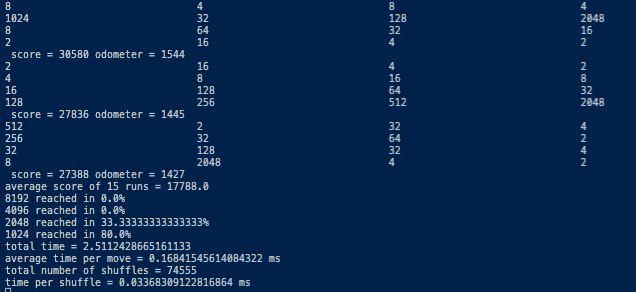 8 4 8 4
1024 32 128 2048
8 64 32 16
2 16 4 2
score = 30580 odometer = 1544
2 16 4 2
4 8 16 8
16 128 64 32
128 256 512 2048
score = 27836 odometer = 1445
512 2 32 4
256 32 64 2
32 128 32 4
8 2048 4 2
score = 27388 odometer = 1427
average score of 15 runs = 17788.0
8192 reached in 0.0%
4096 reached in 0.0%
2048 reached in 33.33333333333333%
1024 reached in 80.0%
total time = 2.5112428665161133
average time per move = 0.16841545614084322 ms
total number of shuffles = 74555
time per shuffle = 0.03368309122816864 ms